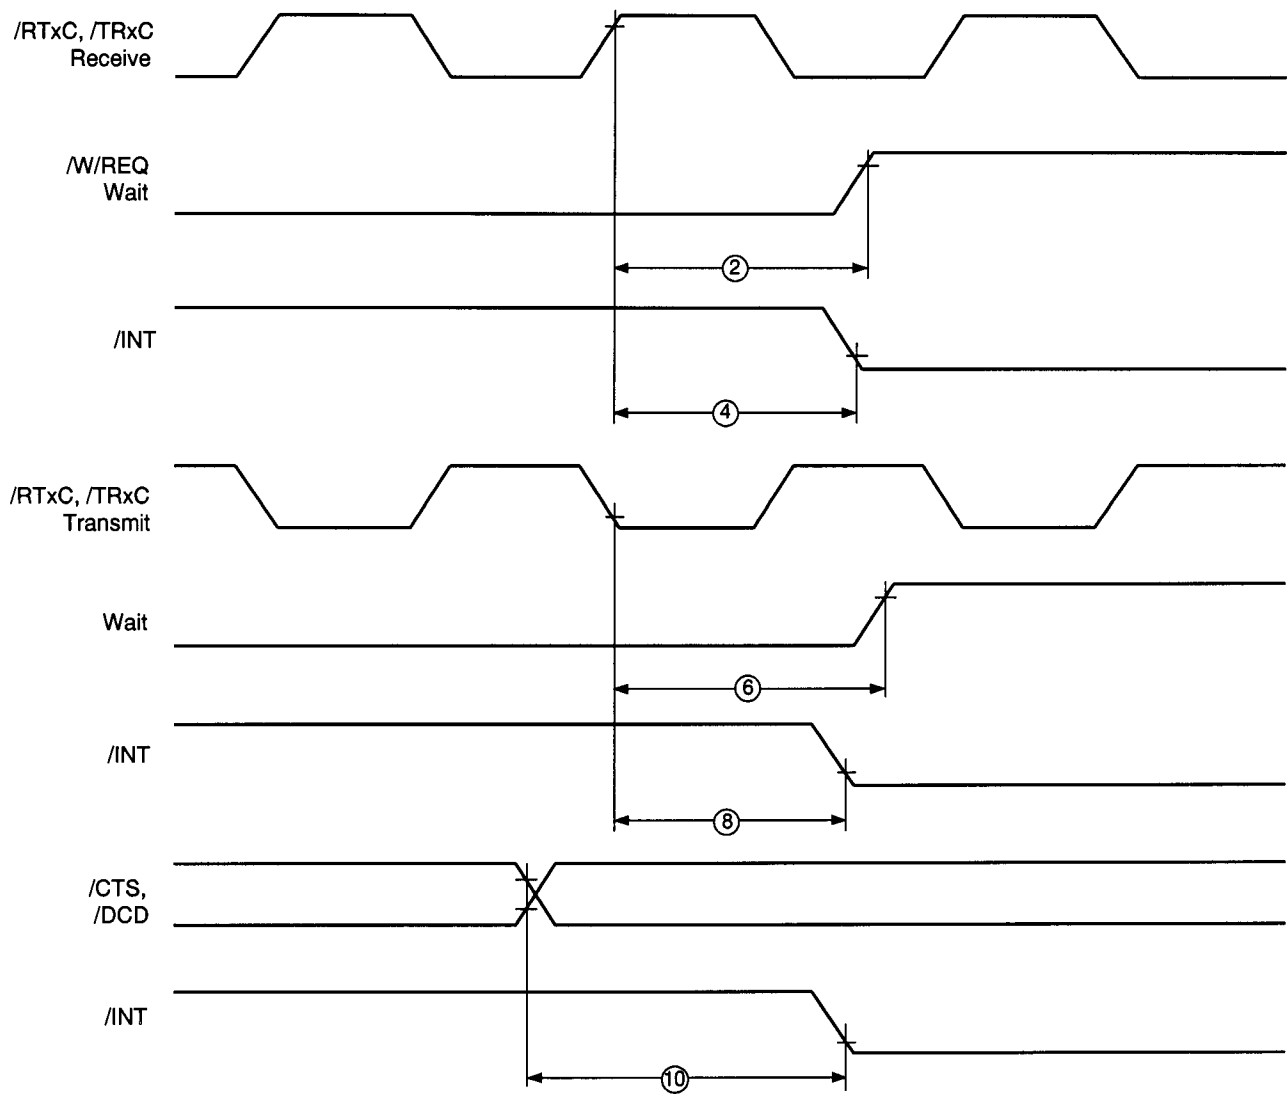 /RTxC, /TRxC
Receive
/W/REQ
Wait
2
/INT
4
/RTxC, /TRxC
Transmit
Wait
6
/INT
8
/CTS,
/DCD
/INT
10